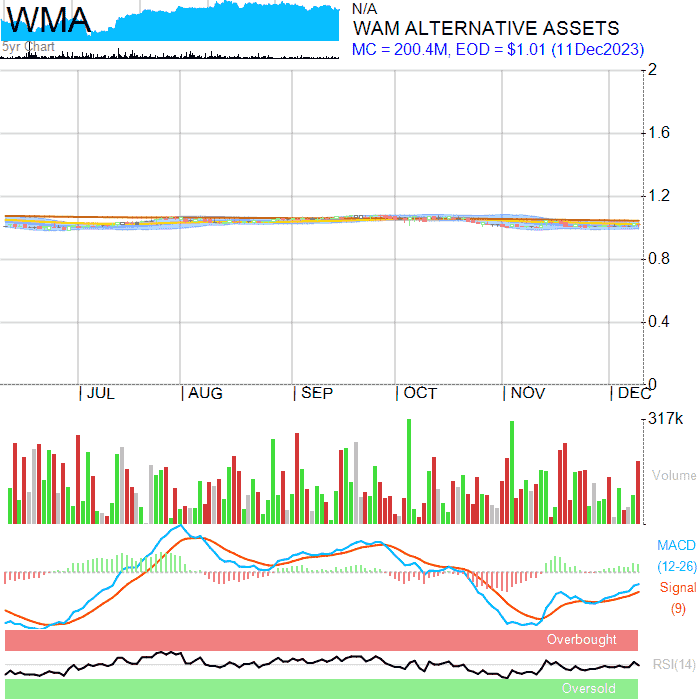 WMA
5yr Chart
N/A
WAM ALTERNATIVE ASSETS
MC = 200.4M, EOD = $1.01 (11Dec2023)
2
1.6
1.2
0.8
0.4
0
JUL AUG SEP OCT NOV DEC
317k
Volume
MACD
(12-26)
Signal
(9)
Overbought
RSI(14)
Oversold